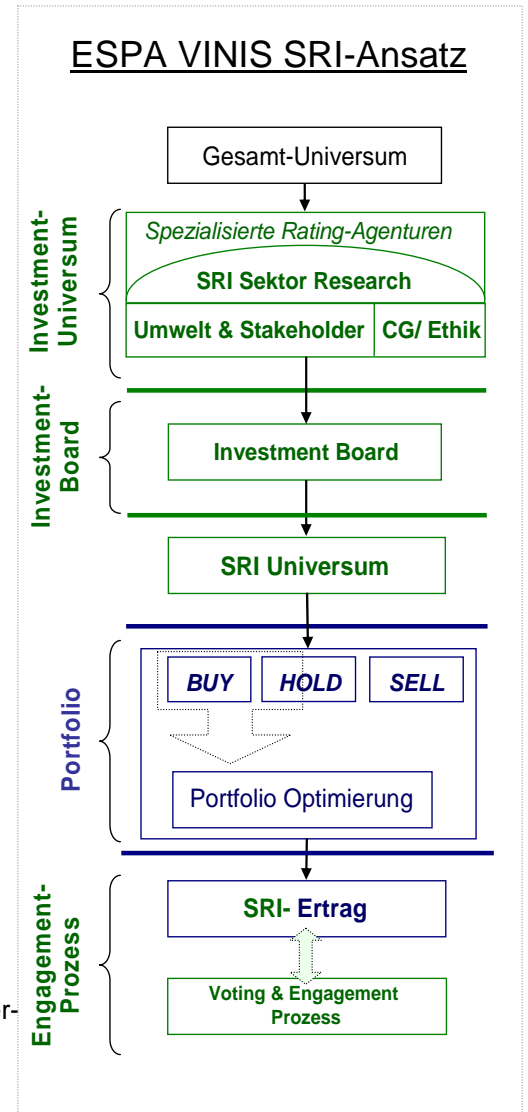 ESPA VINIS SRI-Ansatz
Gesamt-Universum
Investment-
Universum
Spezialisierte Rating-Agenturen
SRI Sektor Research
Umwelt & Stakeholder
CG/ Ethik
Investment-
Board
Investment Board
SRI Universum
Portfolio
BUY
HOLD
SELL
Portfolio Optimierung
Engagement-
Prozess
SRI- Ertrag
Voting & Engagement
Prozess
er-